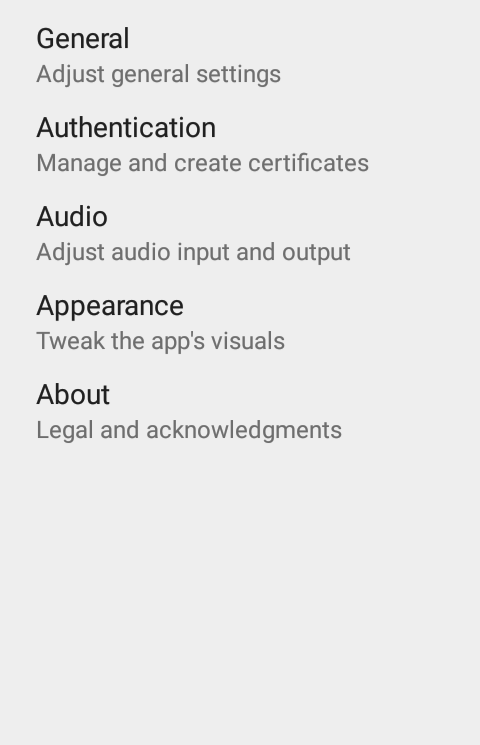 General
Adjust general settings
Authentication
Manage and create certificates
Audio
Adjust audio input and output
Appearance
Tweak the app's visuals
About
Legal and acknowledgments